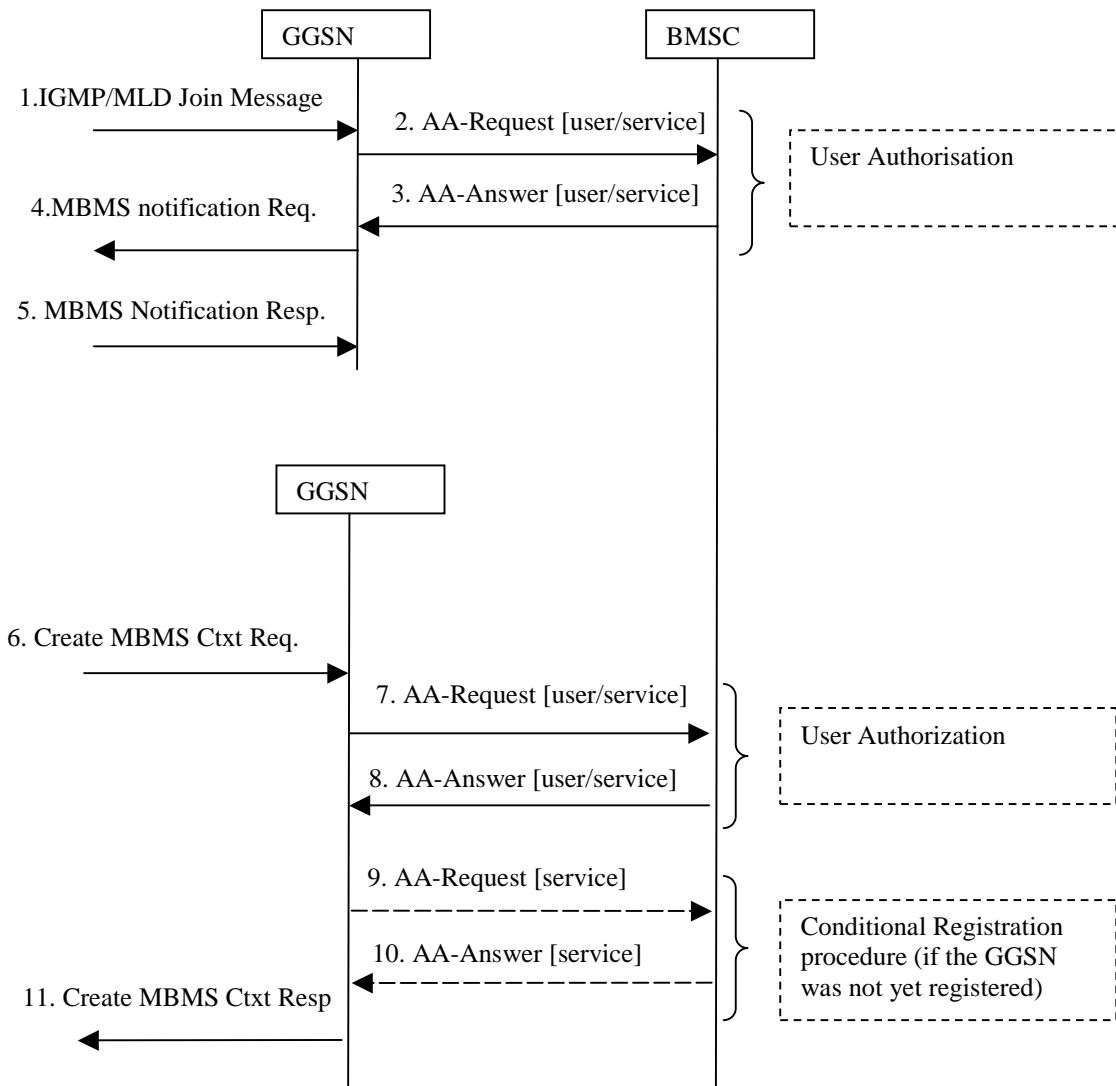 GGSN
BMSC
1.IGMP/MLD Join Message
2. AA-Request [user/service]
User Authorisation
3. AA-Answer [user/service]
4.MBMS notification Req.
5. MBMS Notification Resp.
GGSN
6. Create MBMS Ctxt Req.
7. AA-Request [user/service]
User Authorization
8. AA-Answer [user/service]
9. AA-Request [service]
Conditional Registration
procedure (if the GGSN
was not yet registered)
10. AA-Answer [service]
11. Create MBMS Ctxt Resp